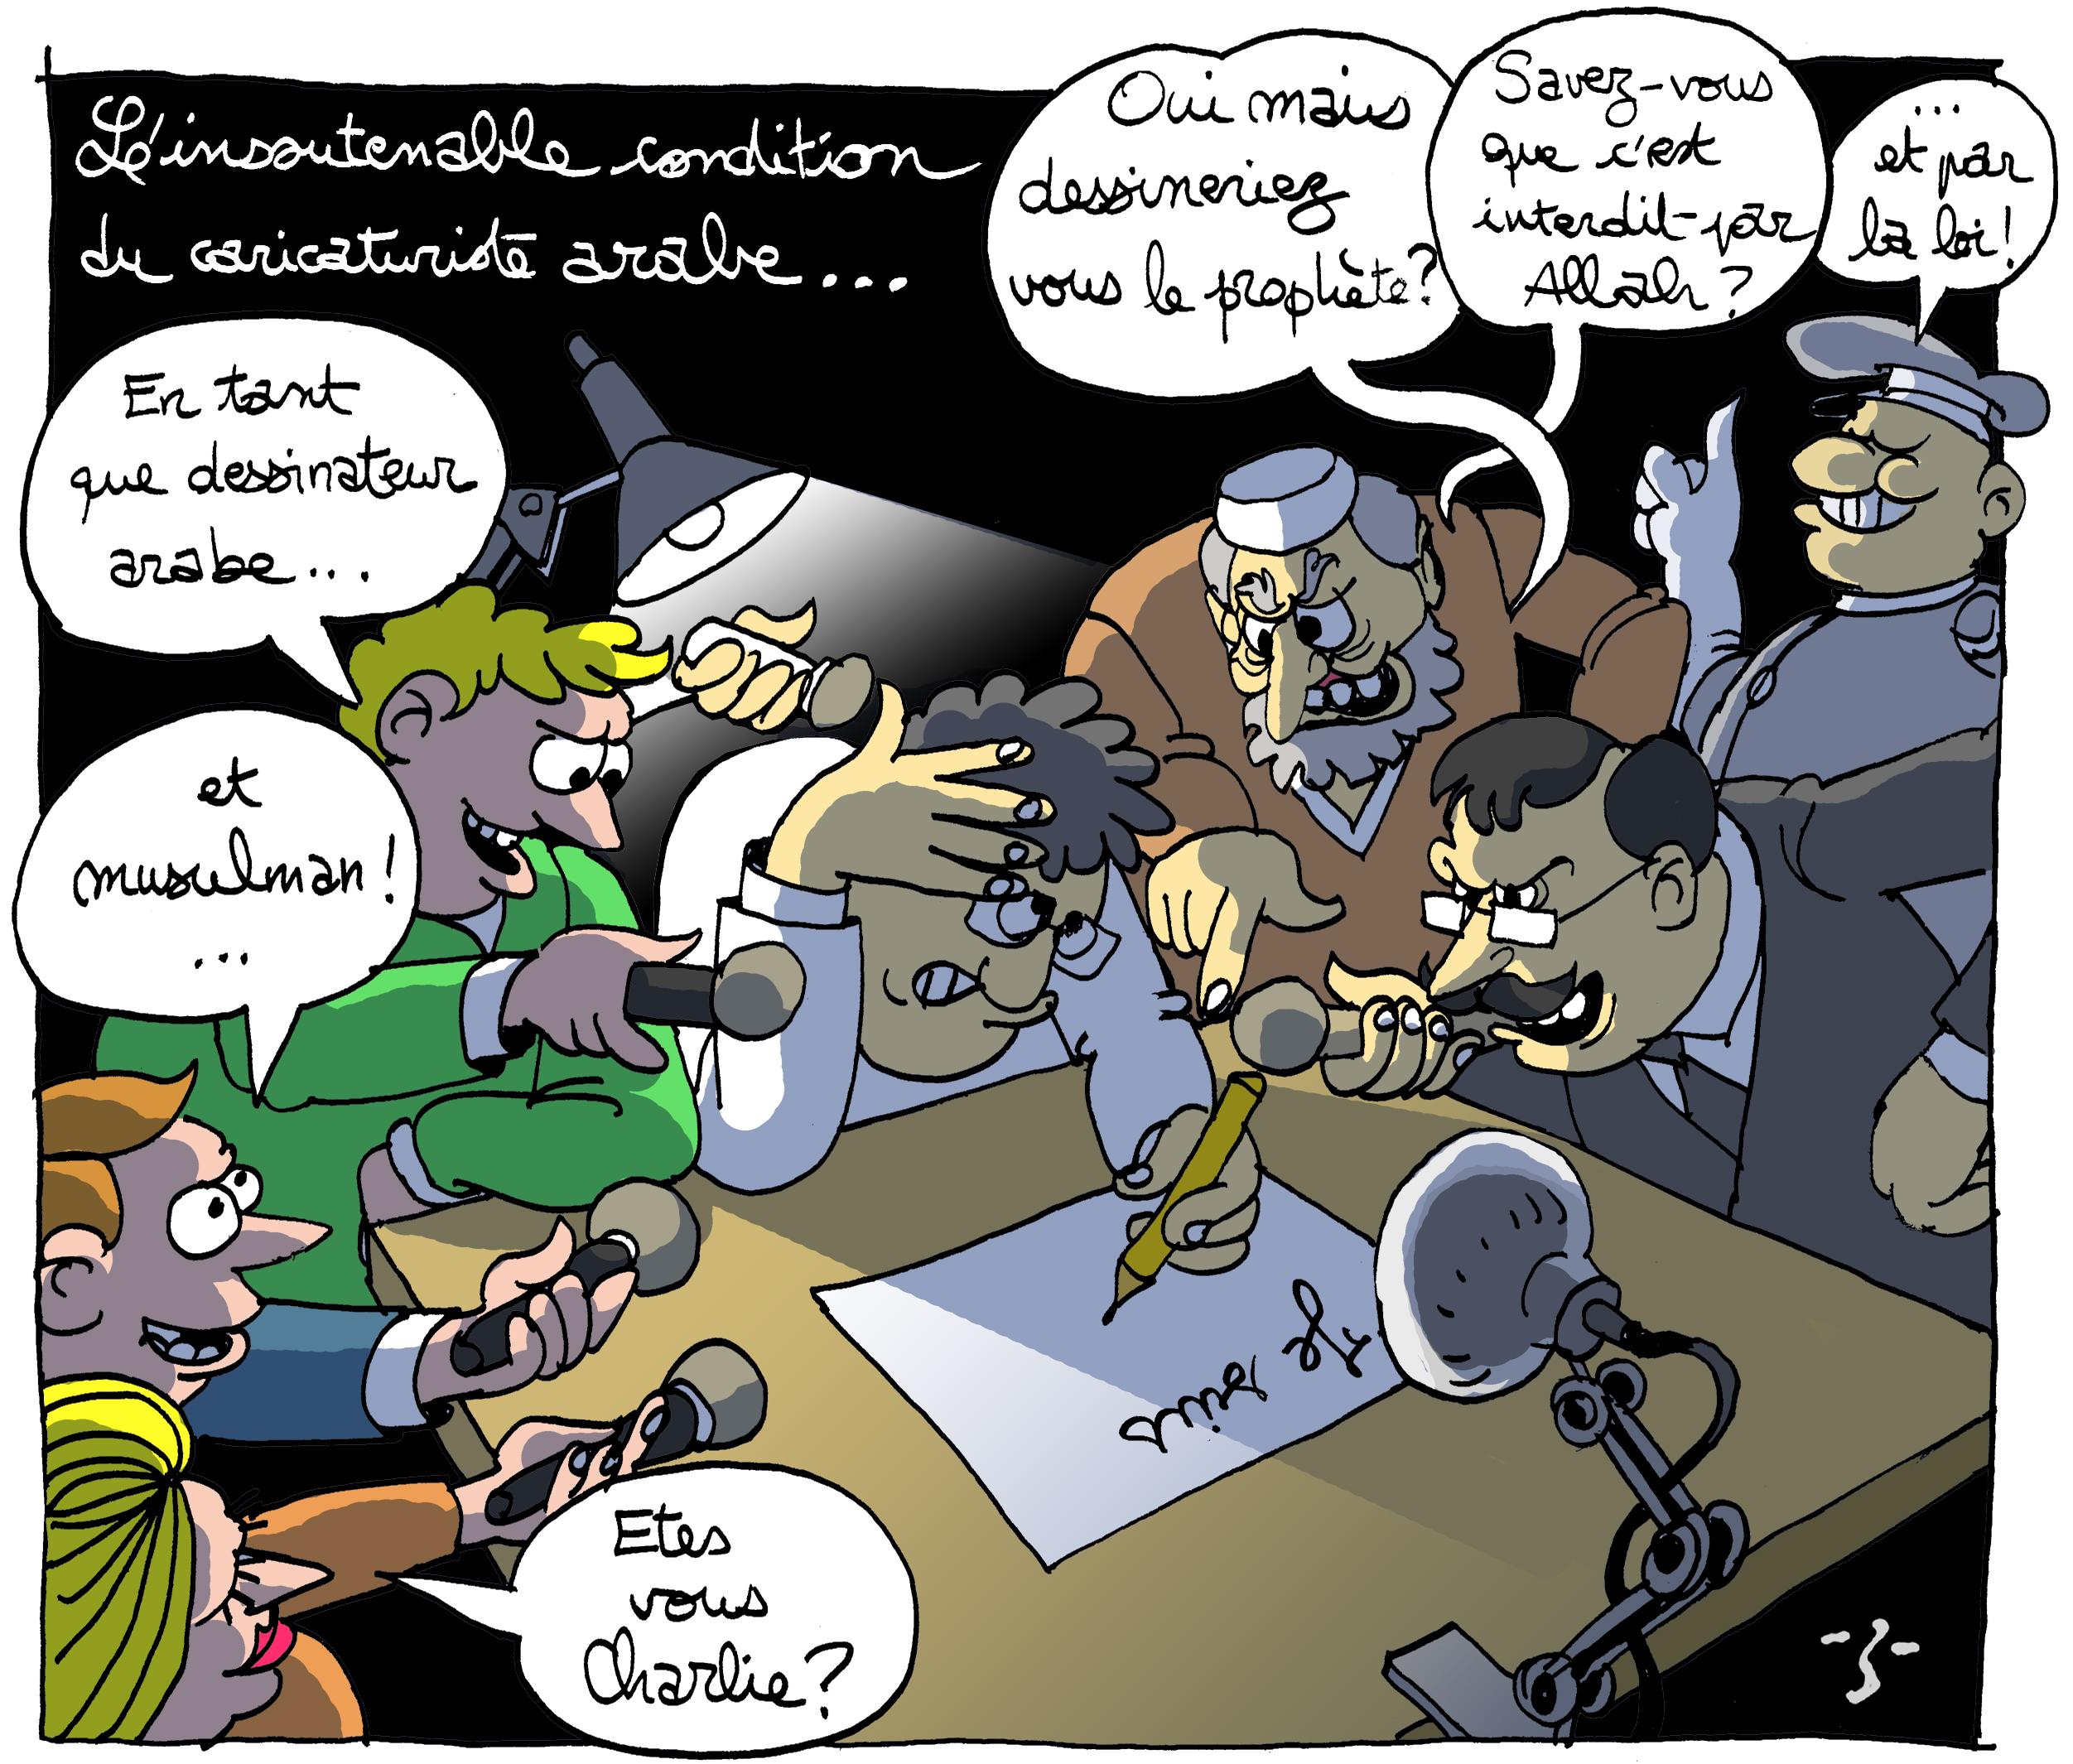 L'insoutenable condition
du caricaturiste arabe...
En tant
que dessinateur
arabe...
et
musulman!
...
Etes
vous
Charlie?
Oui mais
dessineriez
vous le prophète?
Savez-vous
que c'est
interdit-par
Allah?
...
et par
la loi!